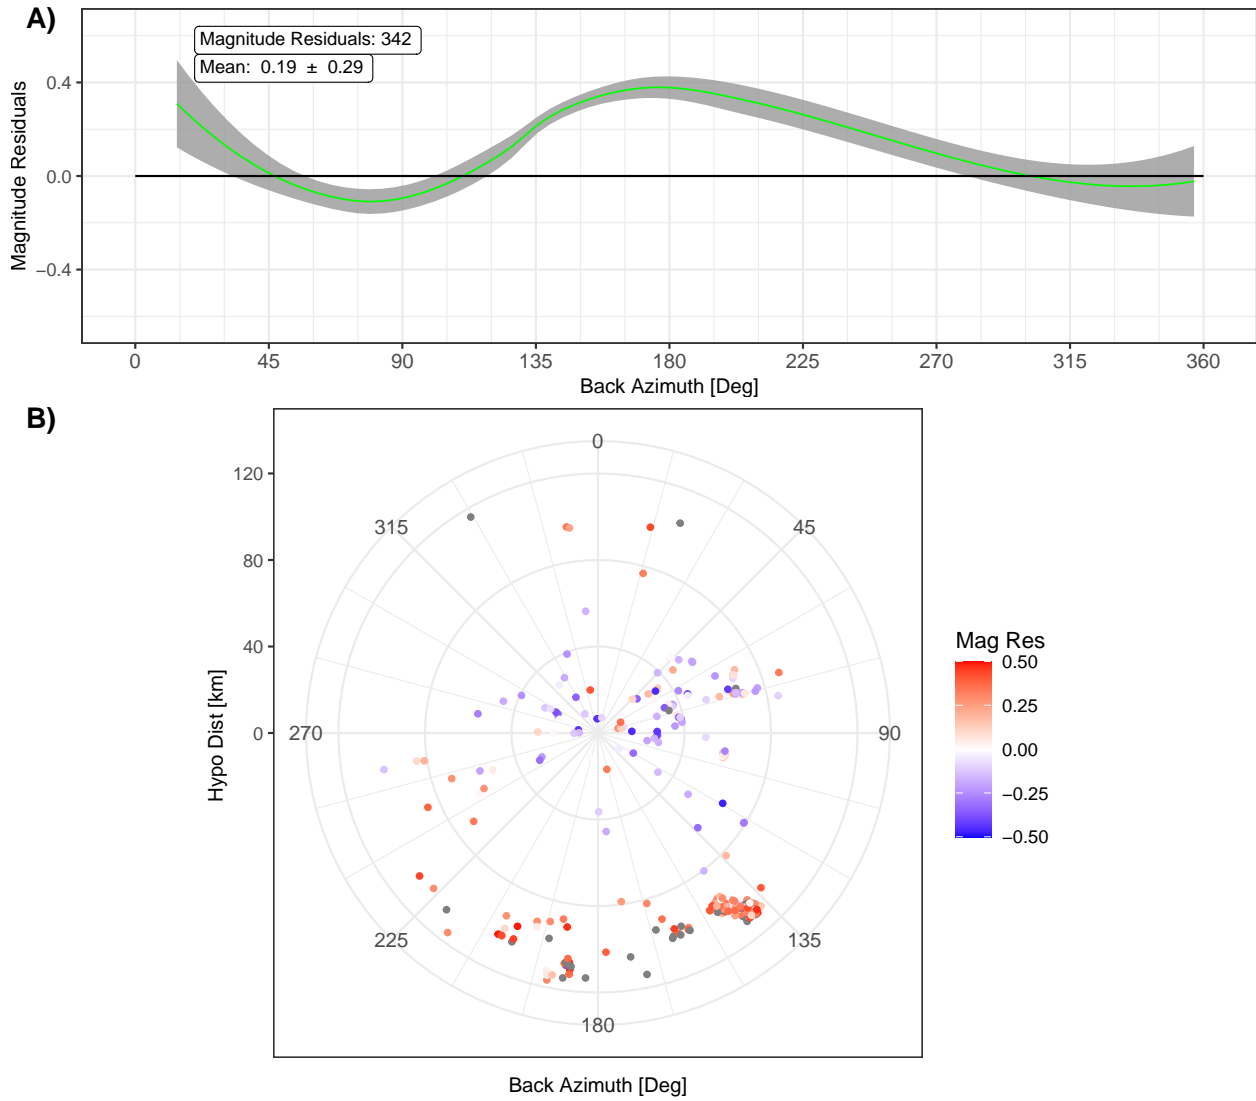 A)
Magnitude Residuals: 342
Mean:  0.19  ±  0.29
Magnitude Residuals
0.4
0.0
−0.4
0 45 90 135 180 225 270 315 360
Back Azimuth [Deg]
B)
Hypo Dist [km]
120
80
40
0
0
45
90
135
180
225
270
315
Back Azimuth [Deg]
Mag Res
0.50
0.25
0.00
−0.25
−0.50